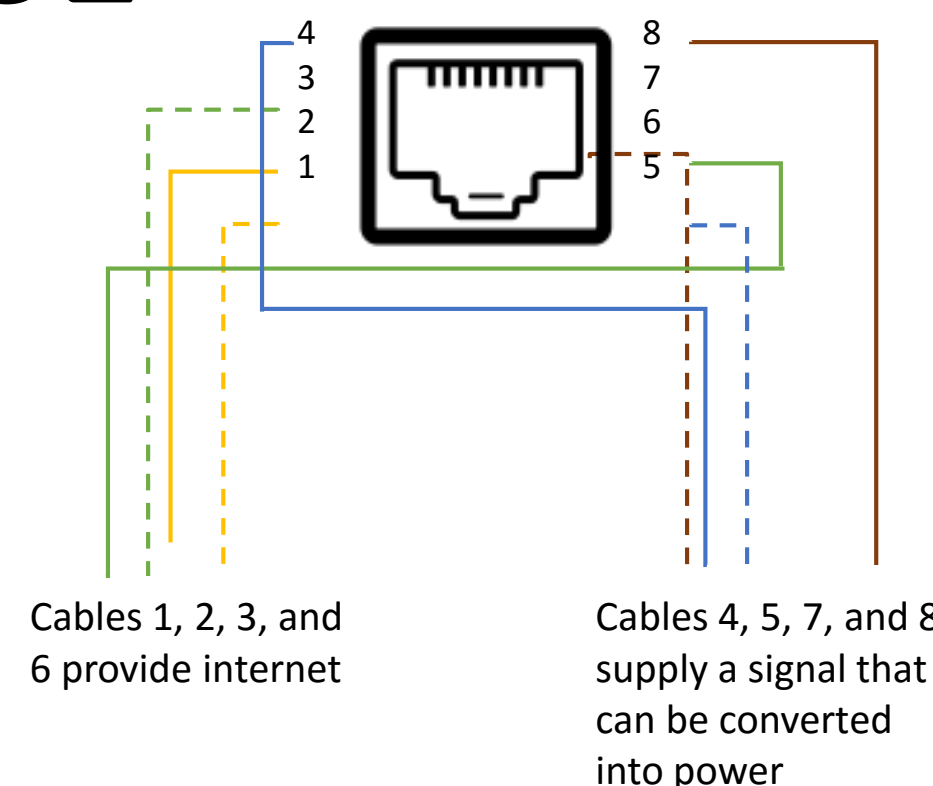 4
3
2
1
8
7
6
5
Cables 1, 2, 3, and
6 provide internet
Cables 4, 5, 7, and 8
supply a signal that
can be converted
into power